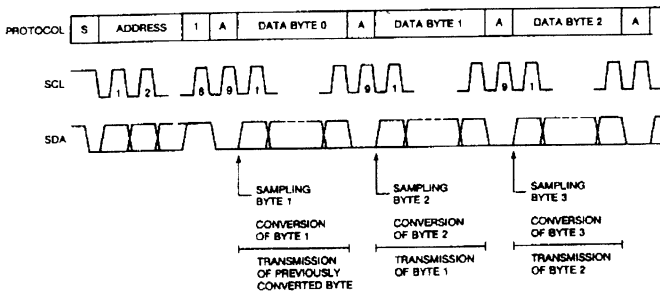 PROTOCOL S ADDRESS 1 A DATA BYTE 0 A DATA BYTE 1 A DATA BYTE 2 A
SCL 1 2 8 9 1 9 1 9 1
SDA
SAMPLING BYTE 1
SAMPLING BYTE 2
SAMPLING BYTE 3
CONVERSION OF BYTE 1
CONVERSION OF BYTE 2
CONVERSION OF BYTE 3
TRANSMISSION OF PREVIOUSLY CONVERTED BYTE
TRANSMISSION OF BYTE 1
TRANSMISSION OF BYTE 2